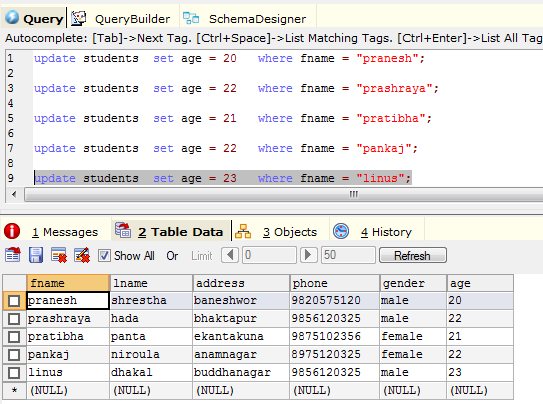 Query QueryBuilder SchemaDesigner
Autocomplete: [Tab]->Next Tag. [Ctrl+Space]->List Matching Tags. [Ctrl+Enter]->List All Tag
1 update students set age = 20 where fname = "pranesh";
2
3 update students set age = 22 where fname = "prashraya";
4
5 update students set age = 21 where fname = "pratibha";
6
7 update students set age = 22 where fname = "pankaj";
8
9 update students set age = 23 where fname = "linus";
1 Messages 2 Table Data 3 Objects 4 History
Show All Or Limit 0 50 Refresh
fname lname address phone gender age
pranesh shrestha baneshwor 9820575120 male 20
prashraya hada bhaktapur 9856120325 male 22
pratibha panta ekantakuna 9875102356 female 21
pankaj niroula anamnagar 8975120325 female 22
linus dhakal buddhanagar 9856120325 male 23
* (NULL) (NULL) (NULL) (NULL) (NULL) (NULL)